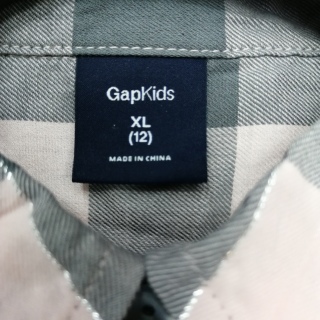 GapKids
XL
(12)
MADE IN CHINA